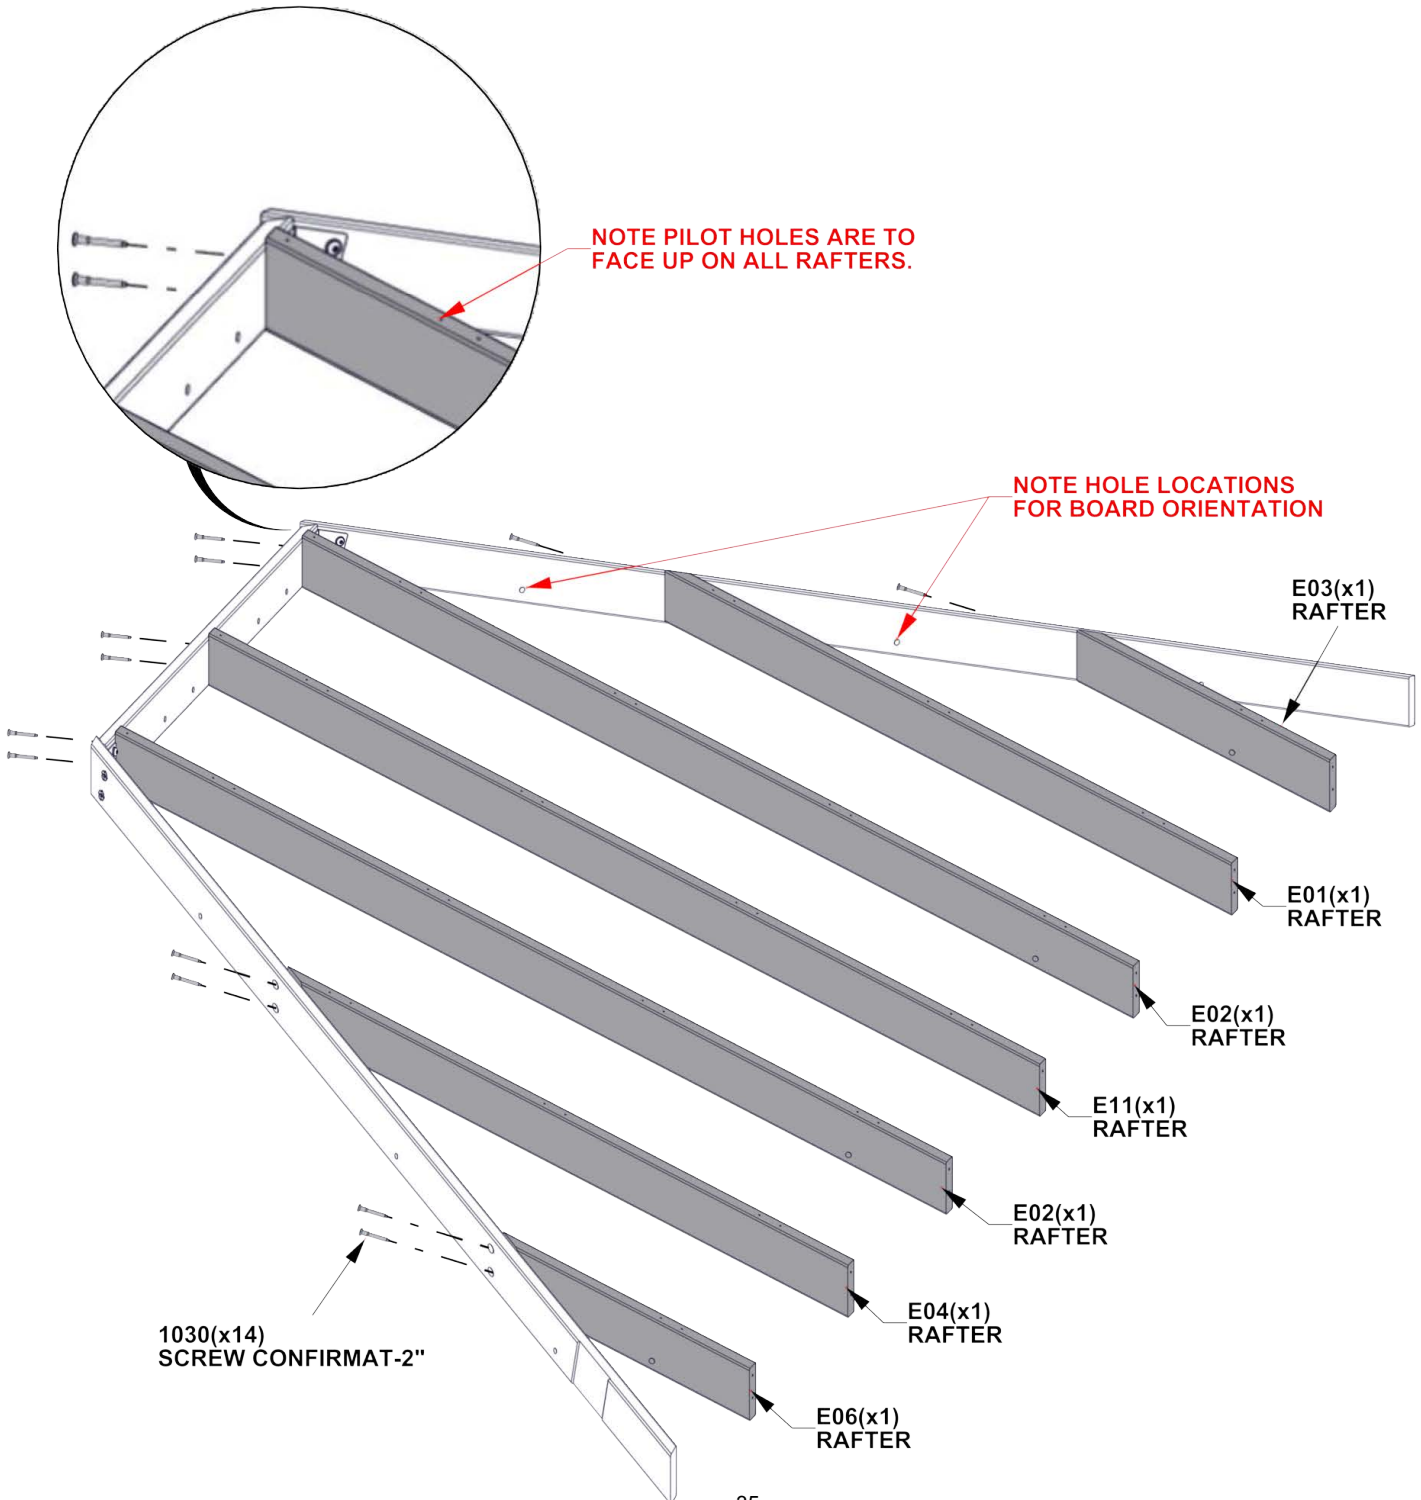 NOTE PILOT HOLES ARE TO
FACE UP ON ALL RAFTERS.
NOTE HOLE LOCATIONS
FOR BOARD ORIENTATION
E03(x1)
RAFTER
E01(x1)
RAFTER
E02(x1)
RAFTER
E11(x1)
RAFTER
E02(x1)
RAFTER
E04(x1)
RAFTER
E06(x1)
RAFTER
1030(x14)
SCREW CONFIRMAT-2"